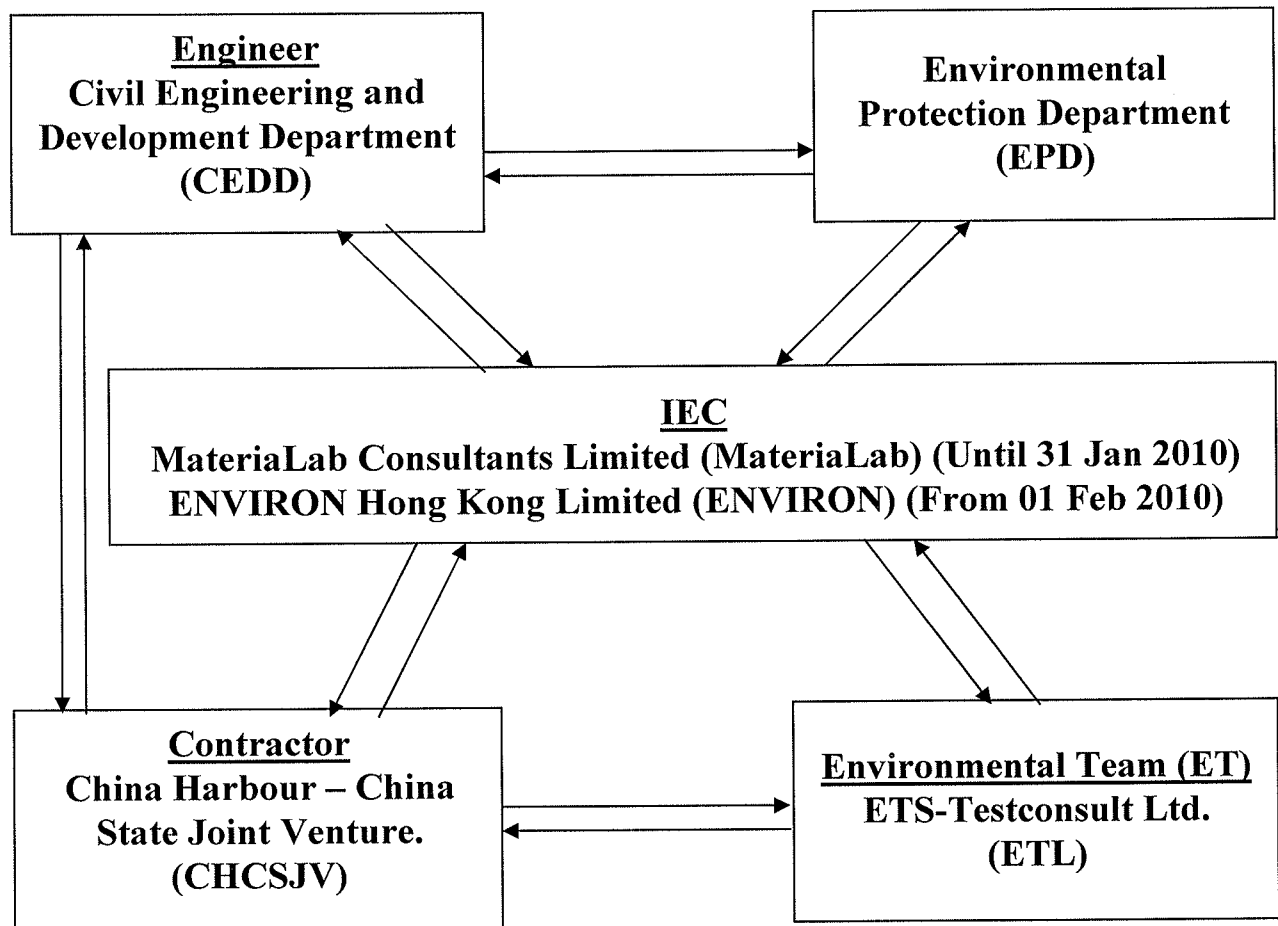 Engineer
Civil Engineering and
Development Department
(CEDD)
Environmental
Protection Department
(EPD)
IEC
MateriaLab Consultants Limited (MateriaLab) (Until 31 Jan 2010)
ENVIRON Hong Kong Limited (ENVIRON) (From 01 Feb 2010)
Contractor
China Harbour – China
State Joint Venture.
(CHCSJV)
Environmental Team (ET)
ETS-Testconsult Ltd.
(ETL)